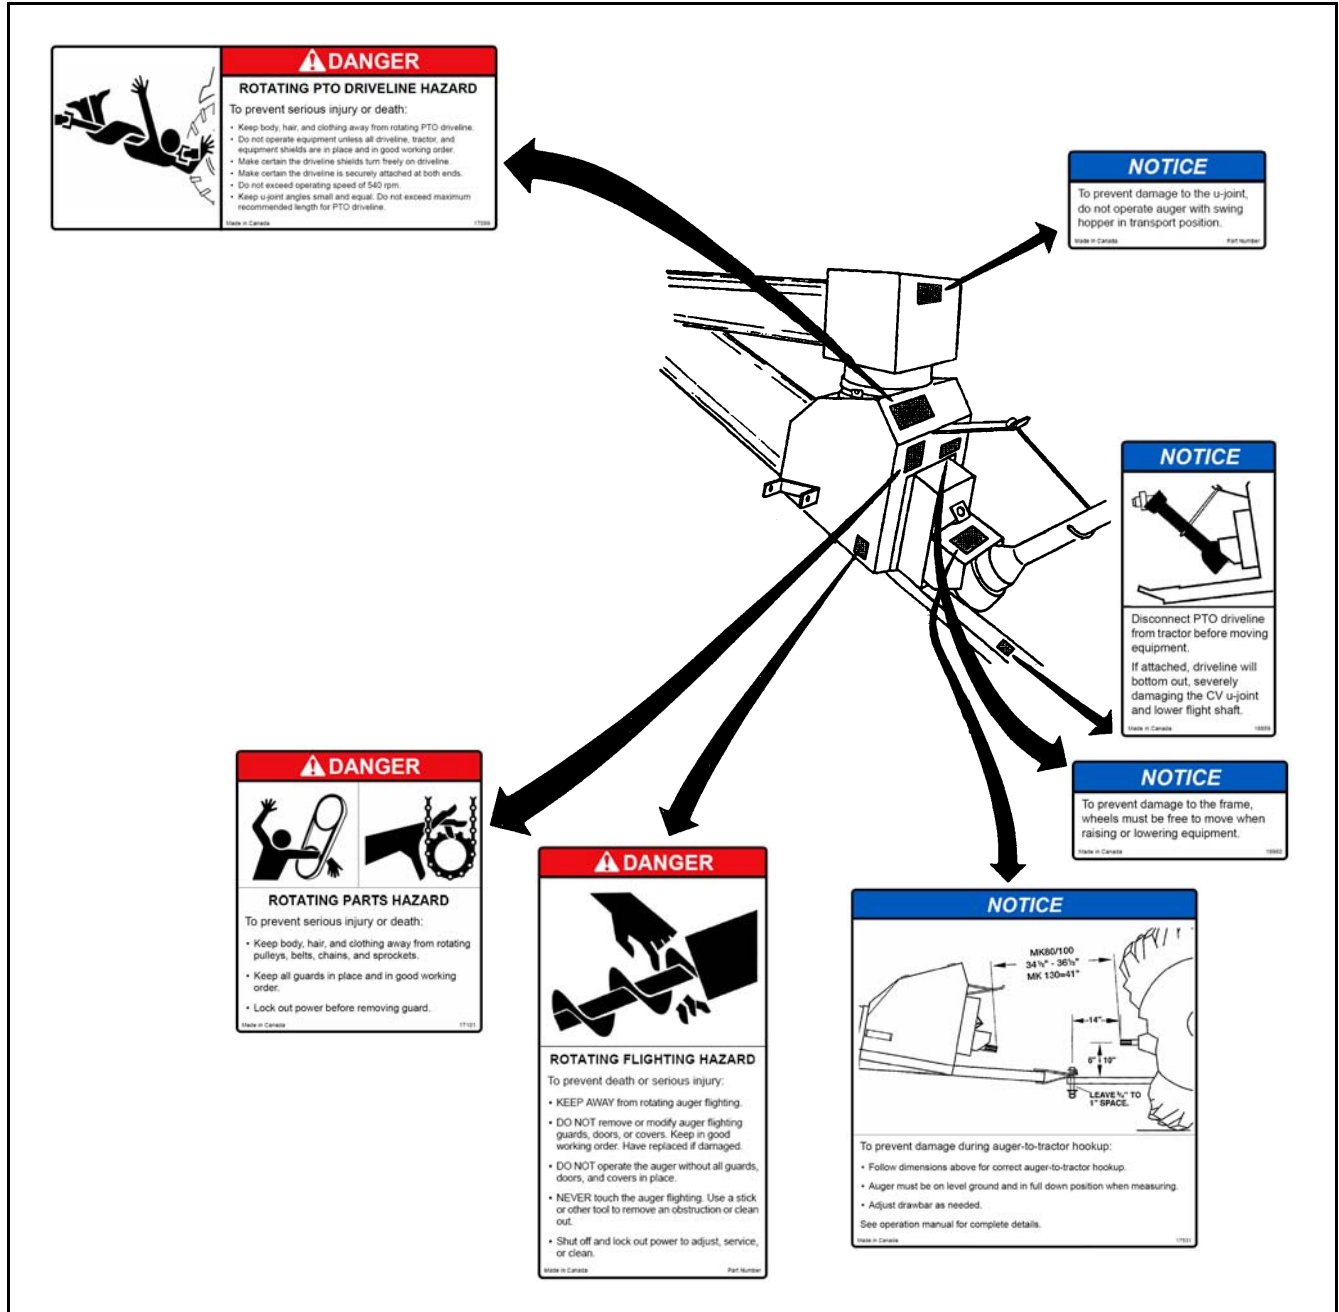 DANGER
ROTATING PTO DRIVELINE HAZARD
To prevent serious injury or death:
• Keep body, hair, and clothing away from rotating PTO driveline.
• Do not operate equipment unless all driveline, tractor, and
equipment shields are in place and in good working order.
• Make certain the driveline shields turn freely on driveline.
• Make certain the driveline is securely attached at both ends.
• Do not exceed operating speed of 540 rpm.
• Keep u-joint angles small and equal. Do not exceed maximum
recommended length for PTO driveline.
Made in Canada
NOTICE
To prevent damage to the u-joint,
do not operate auger with swing
hopper in transport position.
Made in Canada Part Number
NOTICE
Disconnect PTO driveline
from tractor before moving
equipment.
If attached, driveline will
bottom out, severely
damaging the CV u-joint
and lower flight shaft.
Made in Canada
NOTICE
To prevent damage to the frame,
wheels must be free to move when
raising or lowering equipment.
Made in Canada
DANGER
ROTATING PARTS HAZARD
To prevent serious injury or death:
• Keep body, hair, and clothing away from rotating
pulleys, belts, chains, and sprockets.
• Keep all guards in place and in good working
order.
• Lock out power before removing guard.
Made in Canada 17101
DANGER
ROTATING FLIGHTING HAZARD
To prevent death or serious injury:
• KEEP AWAY from rotating auger flighting.
• DO NOT remove or modify auger flighting
guards, doors, or covers. Keep in good
working order. Have replaced if damaged.
• DO NOT operate the auger without all guards,
doors, and covers in place.
• NEVER touch the auger flighting. Use a stick
or other tool to remove an obstruction or clean
out.
• Shut off and lock out power to adjust, service,
or clean.
Made in Canada Part Number
NOTICE
MK80/100
34½" - 36½"
MK 130=41"
14"
6" - 10"
LEAVE TO
1" SPACE.
To prevent damage during auger-to-tractor hookup:
• Follow dimensions above for correct auger-to-tractor hookup.
• Auger must be on level ground and in full down position when measuring.
• Adjust drawbar as needed.
See operation manual for complete details.
Made in Canada 17531